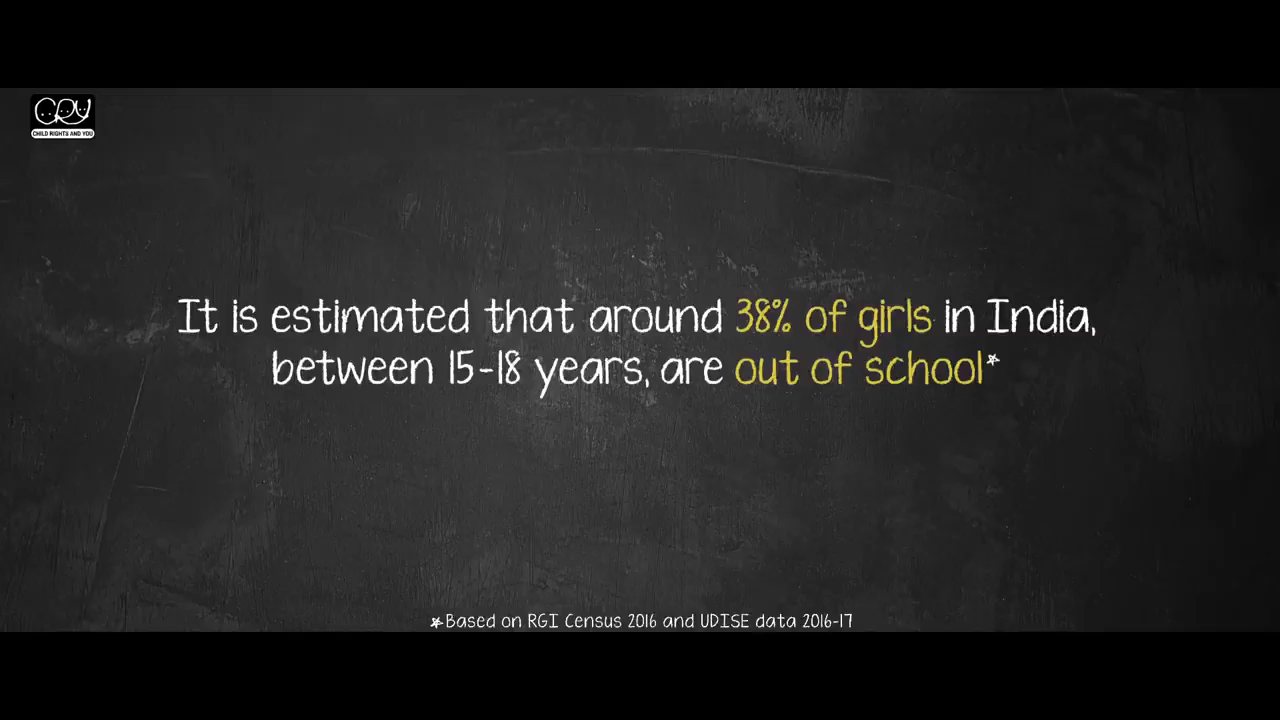 CRY
CHILD RIGHTS AND YOU
It is estimated that around 38% of girls in India,
between 15-18 years, are out of school*
*Based on RGI Census 2016 and UDISE data 2016-17